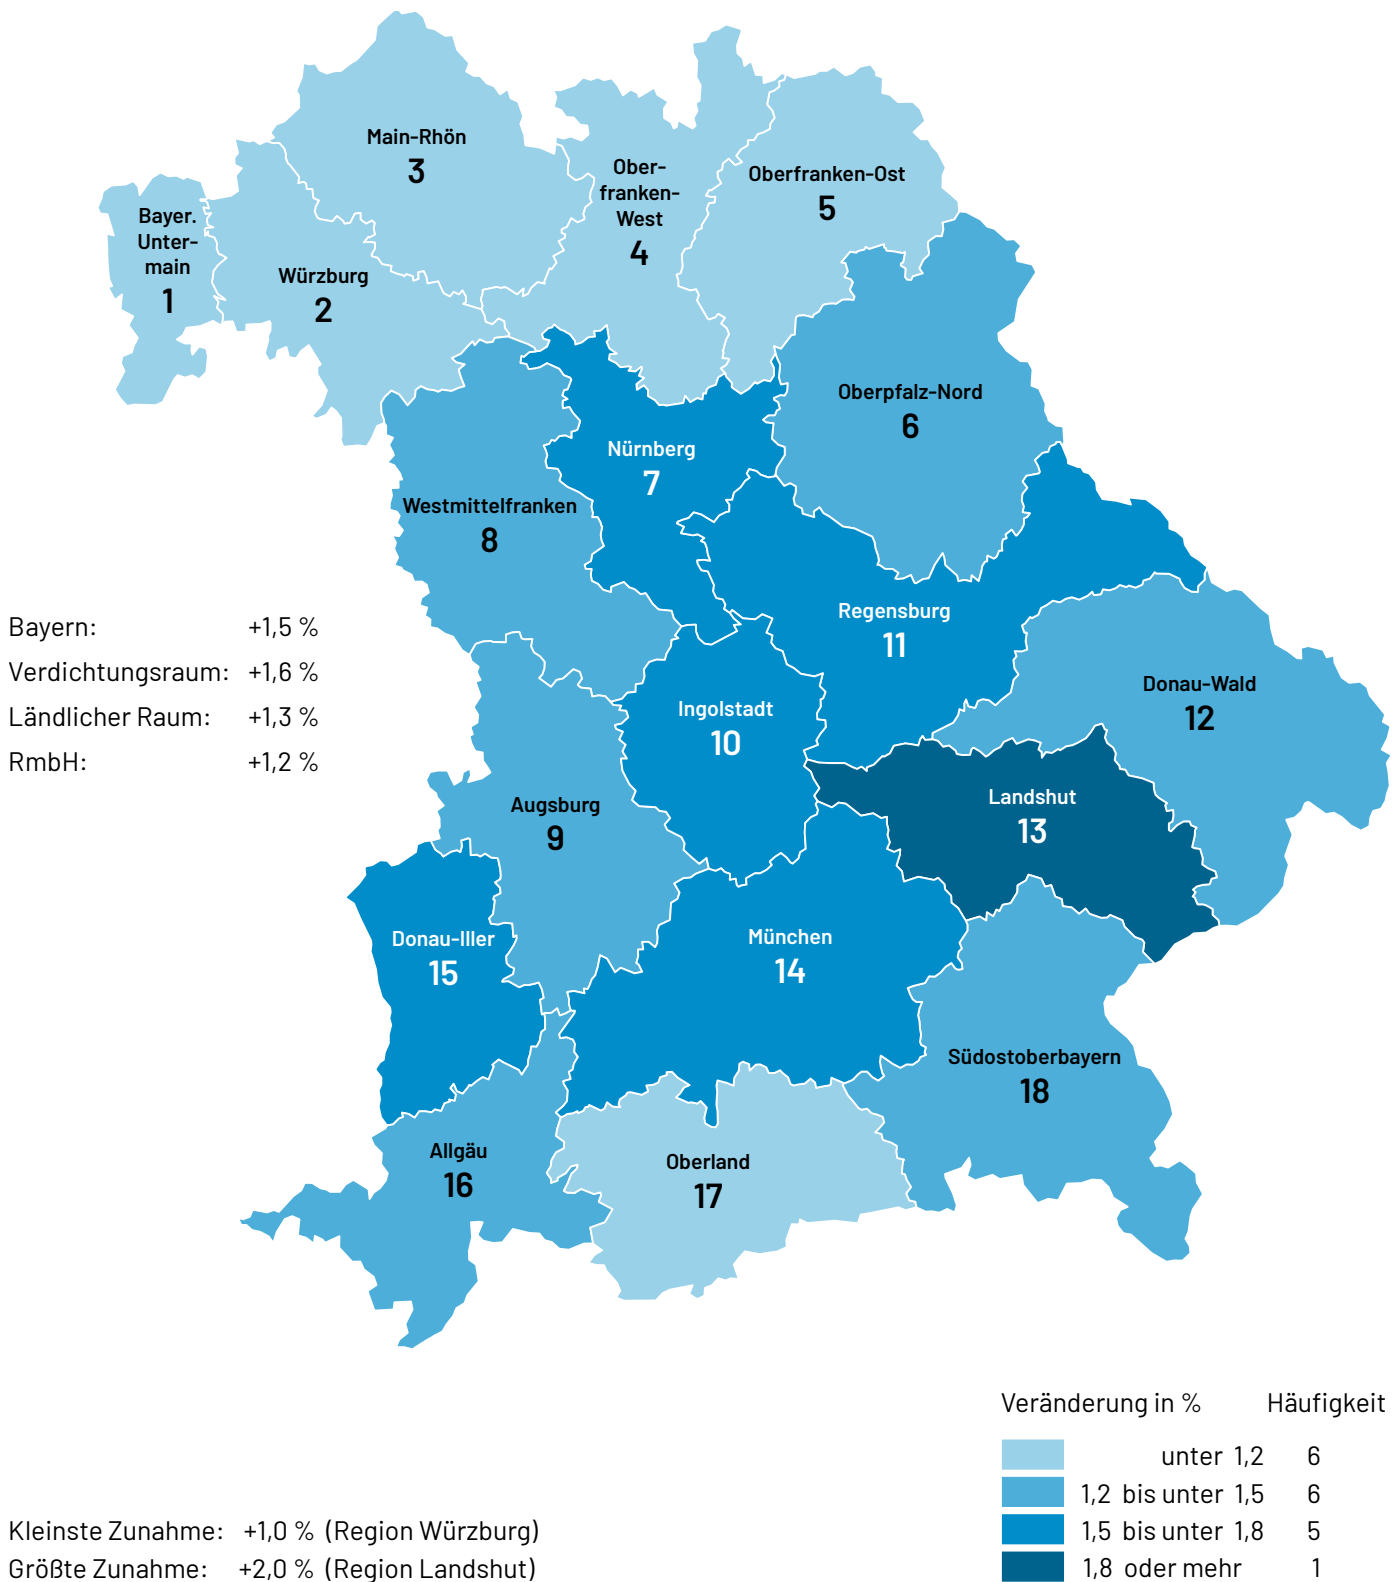 Main-Rhön
3
Ober-
franken-
West
4
Oberfranken-Ost
5
Bayer.
Unter-
main
1
Würzburg
2
Oberpfalz-Nord
6
Nürnberg
7
Westmittelfranken
8
Regensburg
11
Bayern: +1,5 %
Verdichtungsraum: +1,6 %
Ländlicher Raum: +1,3 %
RmbH: +1,2 %
Ingolstadt
10
Donau-Wald
12
Augsburg
9
Landshut
13
Donau-Iller
15
München
14
Südostoberbayern
18
Allgäu
16
Oberland
17
Veränderung in % Häufigkeit
unter 1,2 6
1,2 bis unter 1,5 6
1,5 bis unter 1,8 5
1,8 oder mehr 1
Kleinste Zunahme: +1,0 % (Region Würzburg)
Größte Zunahme: +2,0 % (Region Landshut)